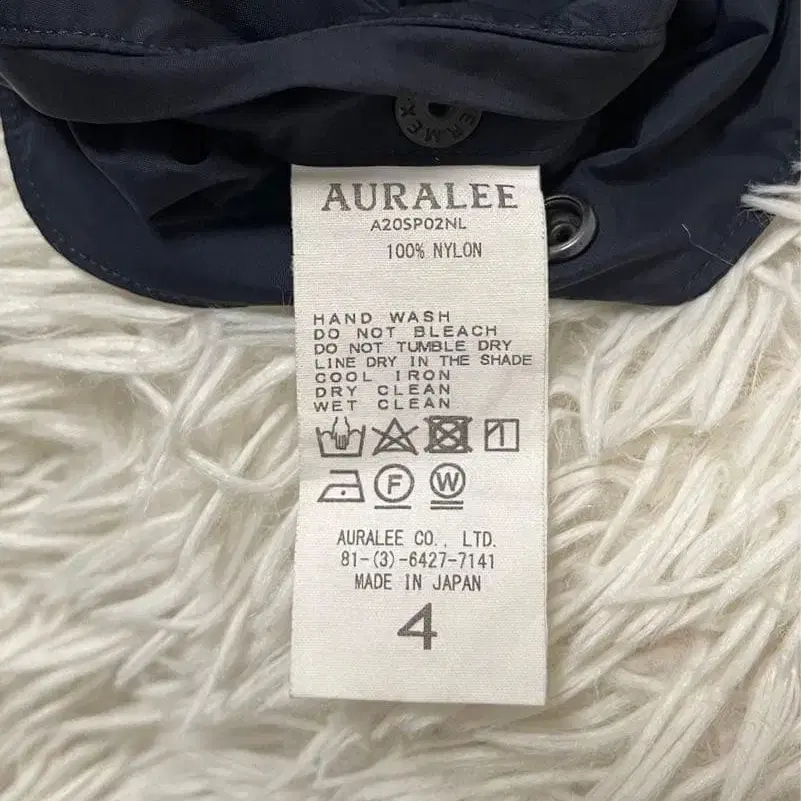 AURALEE
A20SP02NL
100% NYLON
HAND WASH
DO NOT BLEACH
DO NOT TUMBLE DRY
LINE DRY IN THE SHADE
COOL IRON
DRY CLEAN
WET CLEAN
F W
AURALEE CO., LTD.
81-(3)-6427-7141
MADE IN JAPAN
4